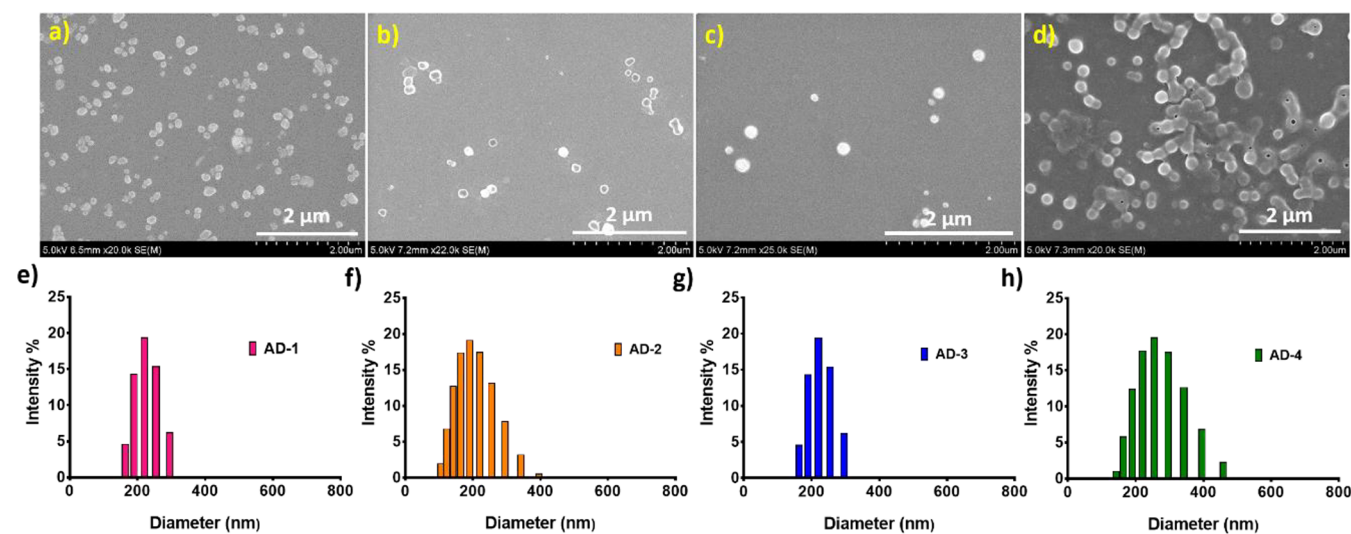 a)
b)
c)
d)
2 µm
2 µm
2 µm
2 µm
5.0kV 6.5mm x20.0k SE(M) 2.00um
5.0kV 7.2mm x22.0k SE(M) 2.00um
5.0kV 7.2mm x25.0k SE(M) 2.00um
5.0kV 7.3mm x20.0k SE(M) 2.00um
e)
25
20
15
10
5
0
Intensity %
AD-1
0 200 400 600 800
Diameter (nm)
f)
25
20
15
10
5
0
Intensity %
AD-2
0 200 400 600 800
Diameter (nm)
g)
25
20
15
10
5
0
Intensity %
AD-3
0 200 400 600 800
Diameter (nm)
h)
25
20
15
10
5
0
Intensity %
AD-4
0 200 400 600 800
Diameter (nm)